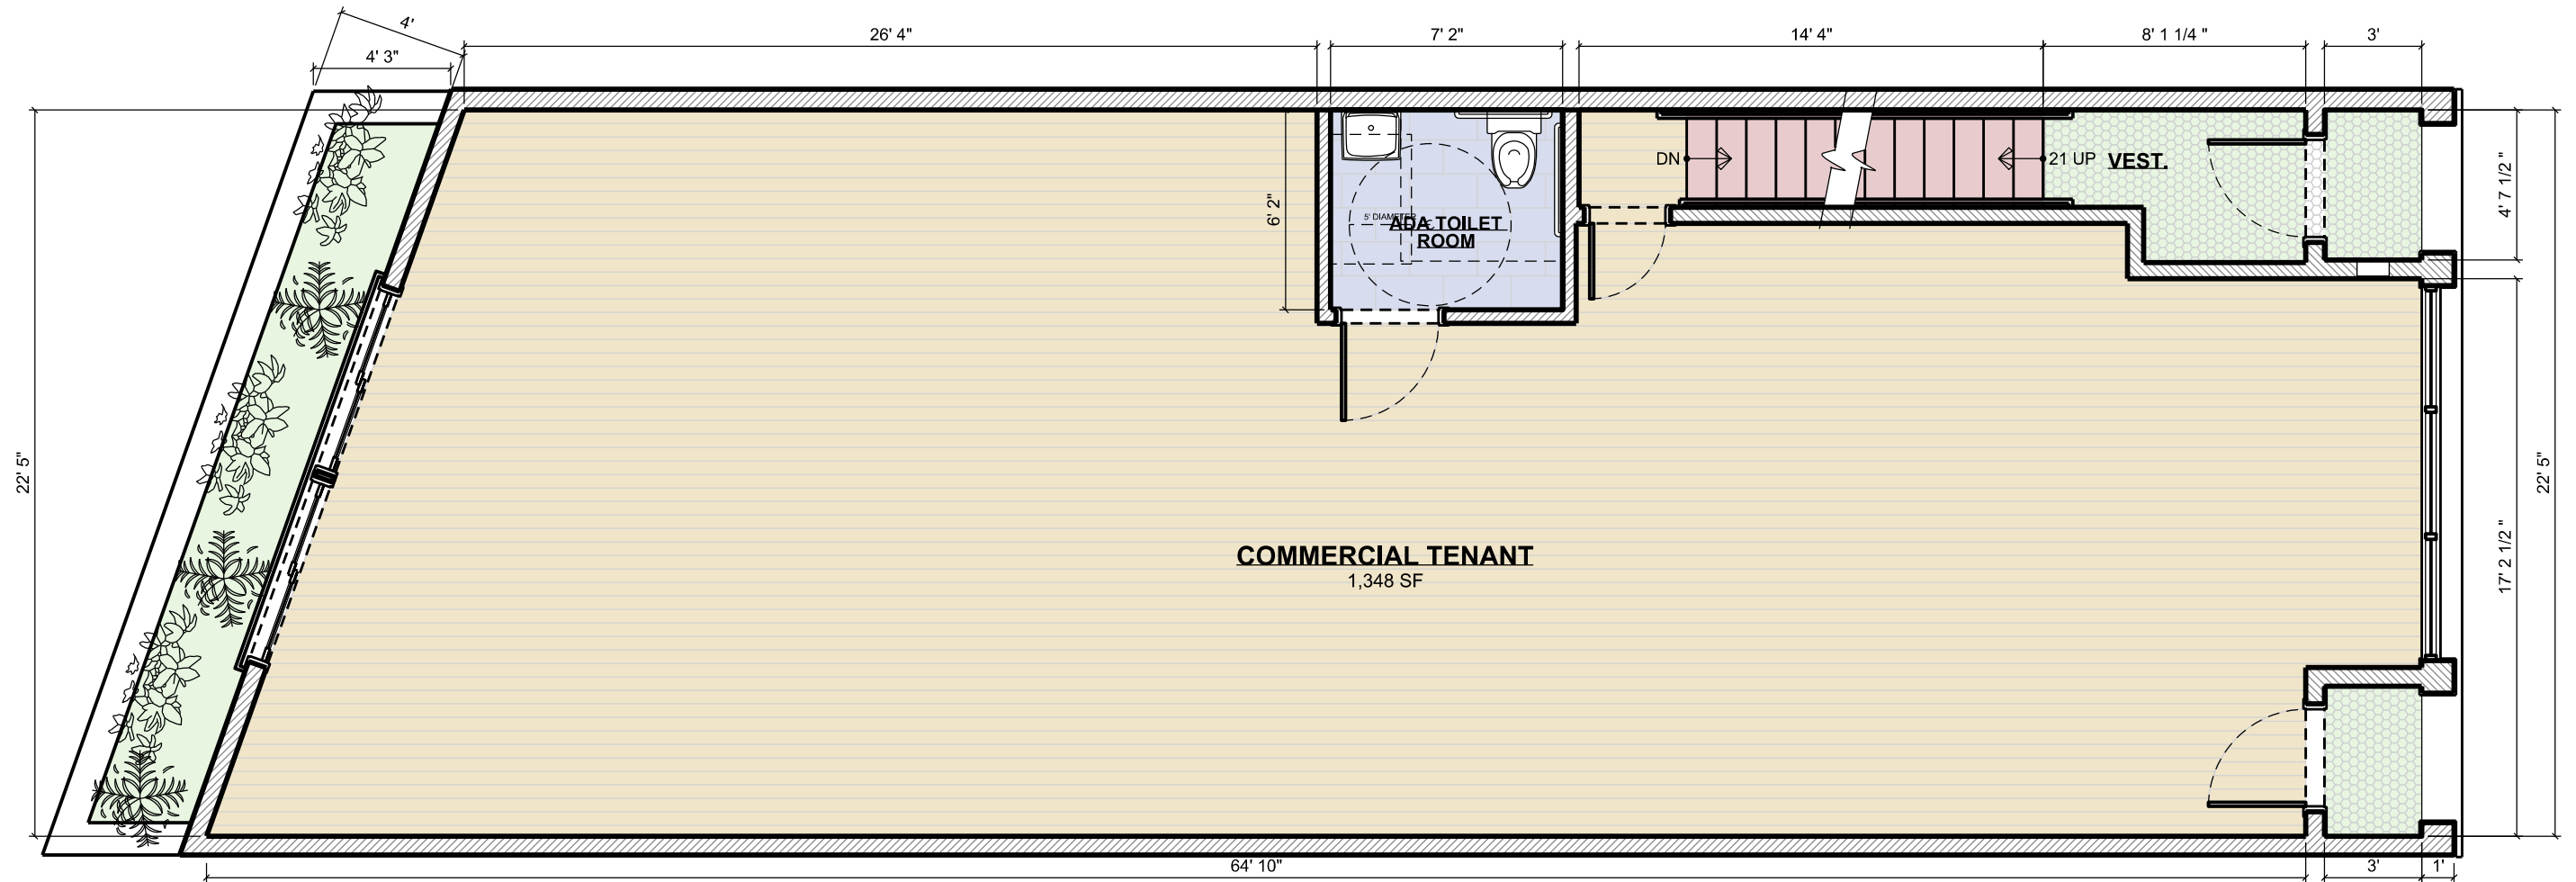 4'
4' 3"
26' 4"
7' 2"
14' 4"
8' 1 1/4 "
3'
DN
21 UP
VEST.
4' 7 1/2 "
6' 2"
5' DIAMETER
ADA TOILET
ROOM
22' 5"
22' 5"
17' 2 1/2 "
COMMERCIAL TENANT
1,348 SF
64' 10"
3'
1'